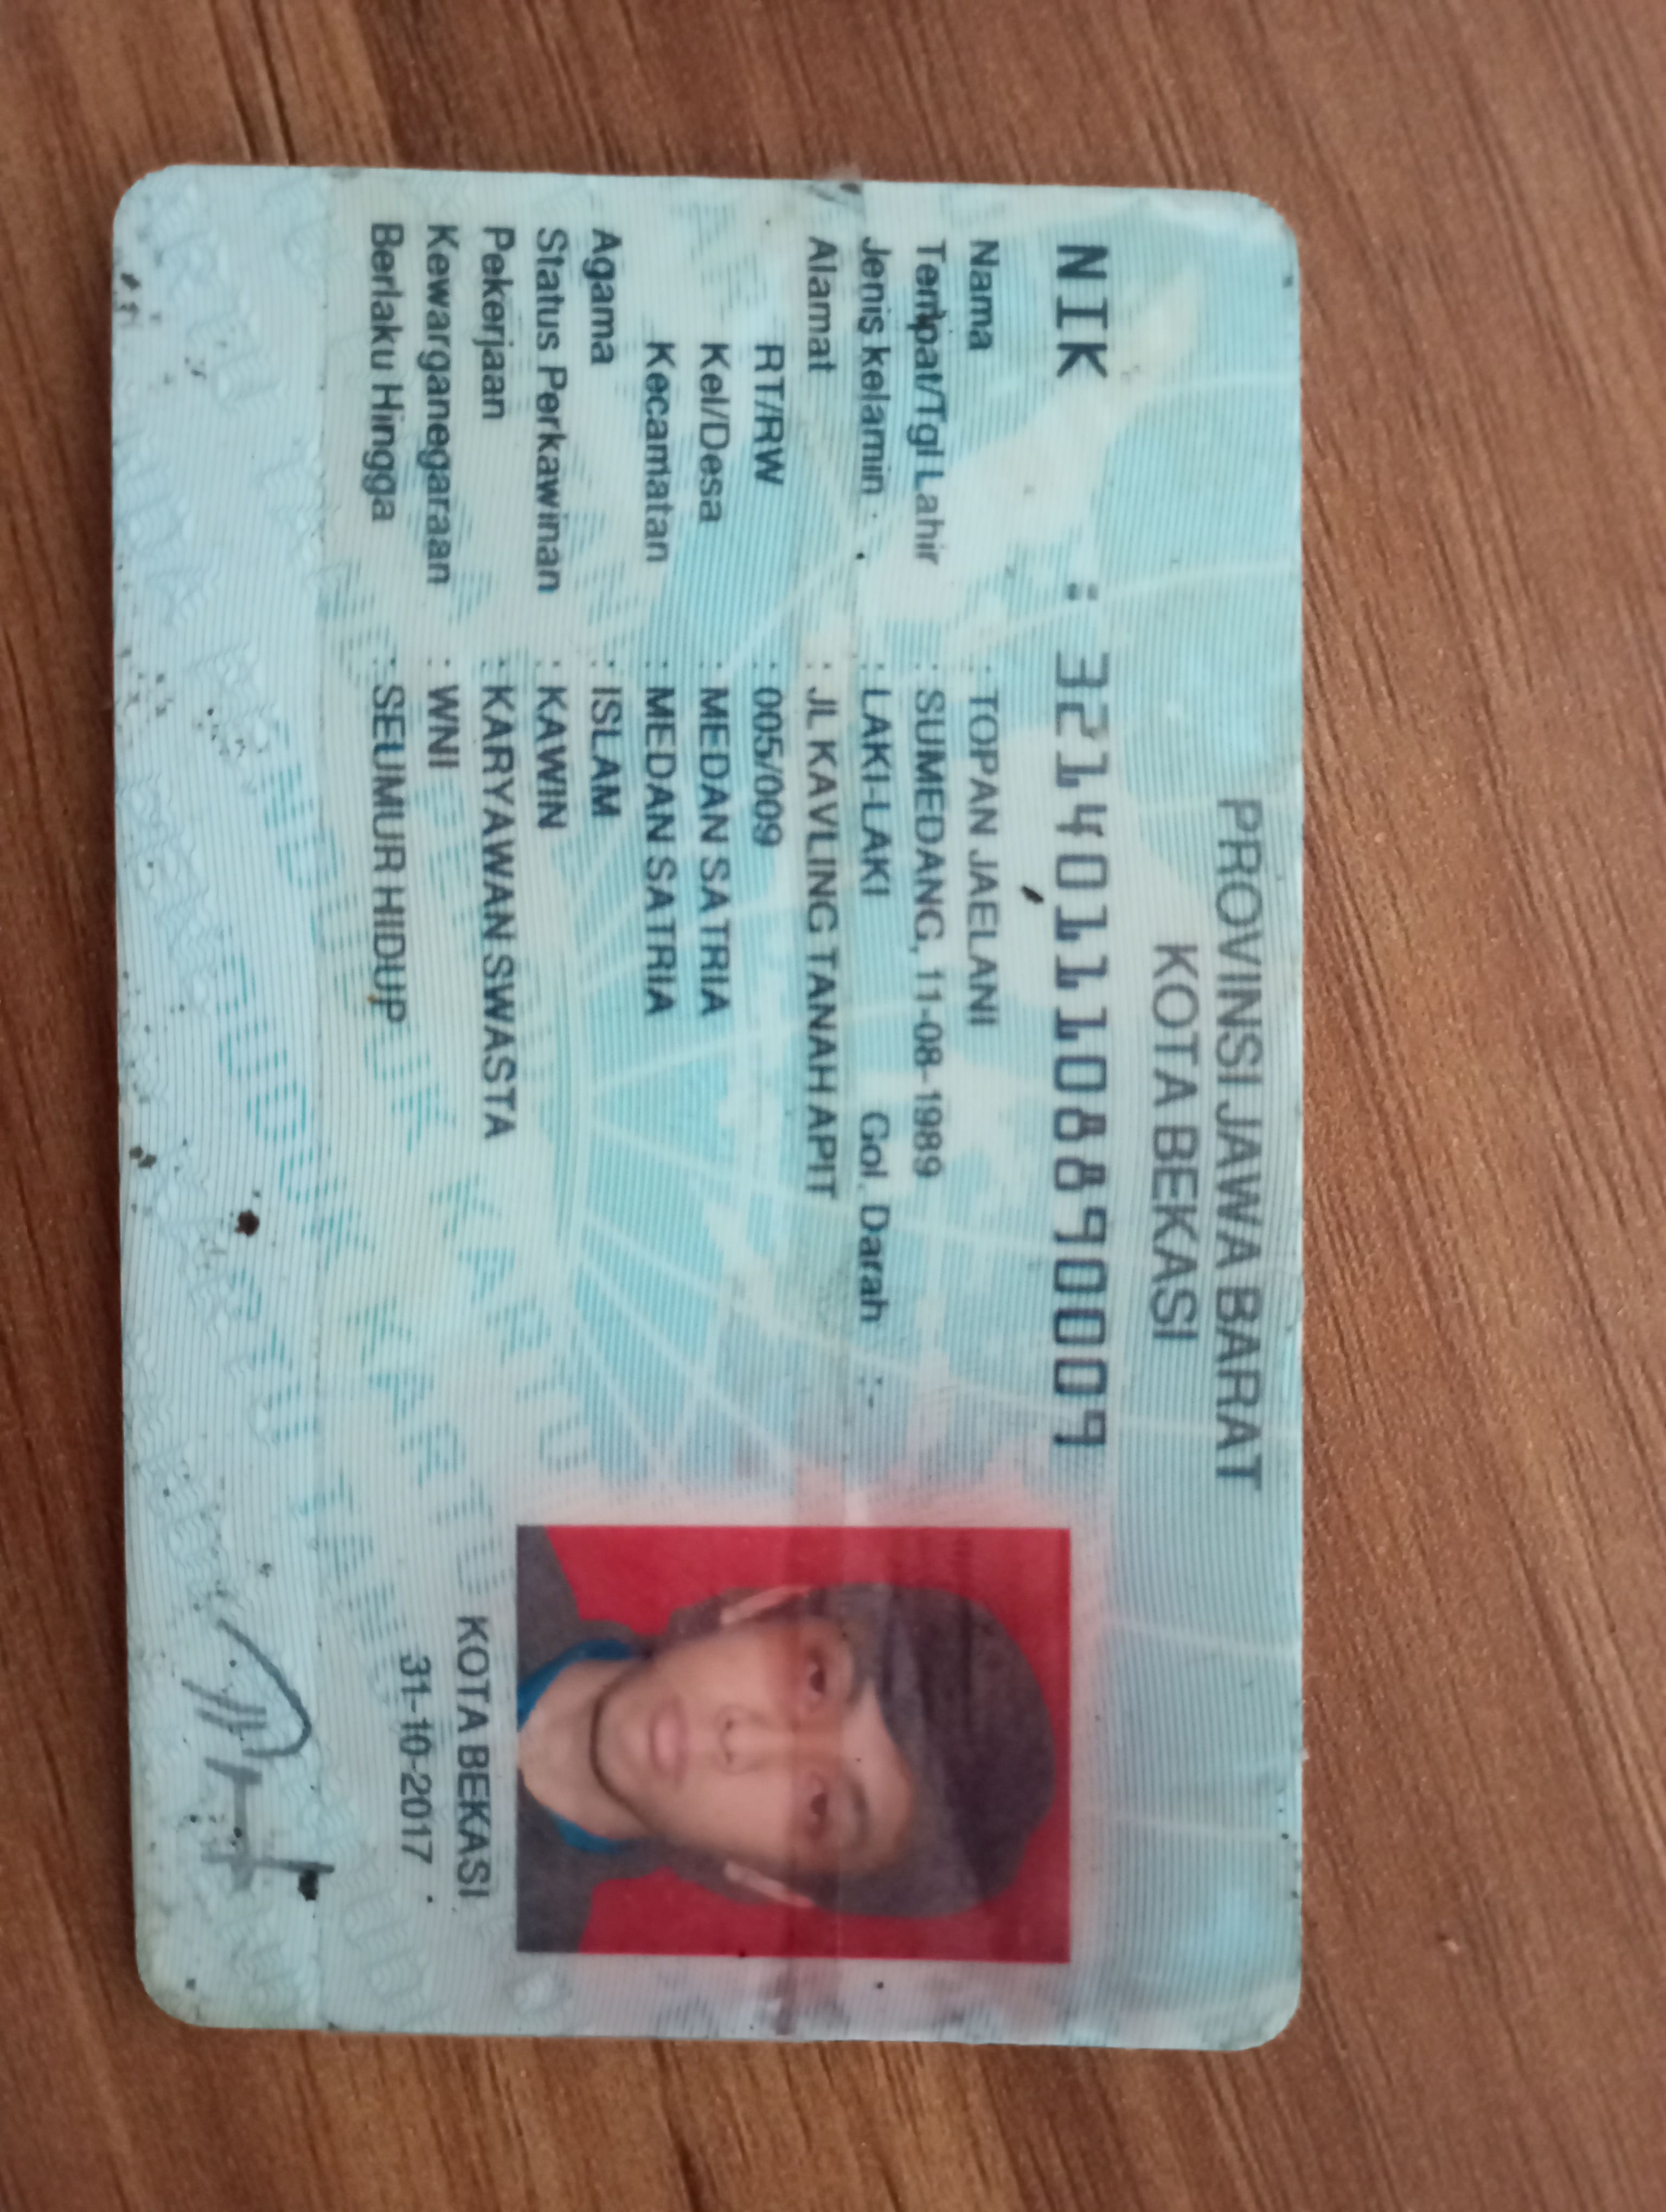 PROVINSI JAWA BARAT
KOTA BEKASI
NIK : 3214011108890009
Nama : TOPAN JAELANI
Tempat/Tgl Lahir : SUMEDANG, 11-08-1989
Jenis kelamin : LAKI-LAKI Gol. Darah : -
Alamat : JL KAVLING TANAH APIT
RT/RW : 005/009
Kel/Desa : MEDAN SATRIA
Kecamatan : MEDAN SATRIA
Agama : ISLAM
Status Perkawinan : KAWIN
Pekerjaan : KARYAWAN SWASTA
Kewarganegaraan : WNI
Berlaku Hingga : SEUMUR HIDUP
KOTA BEKASI
31-10-2017